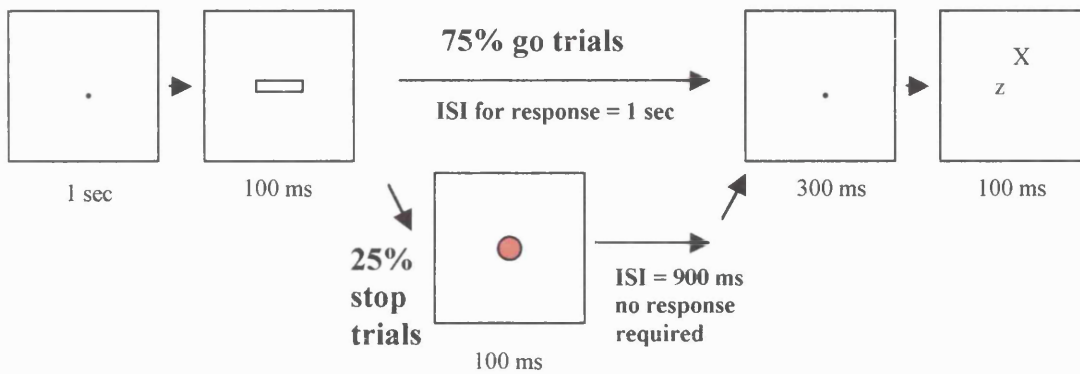 75% go trials
ISI for response = 1 sec
X
z
1 sec
100 ms
300 ms
100 ms
25%
stop
trials
ISI = 900 ms
no response
required
100 ms